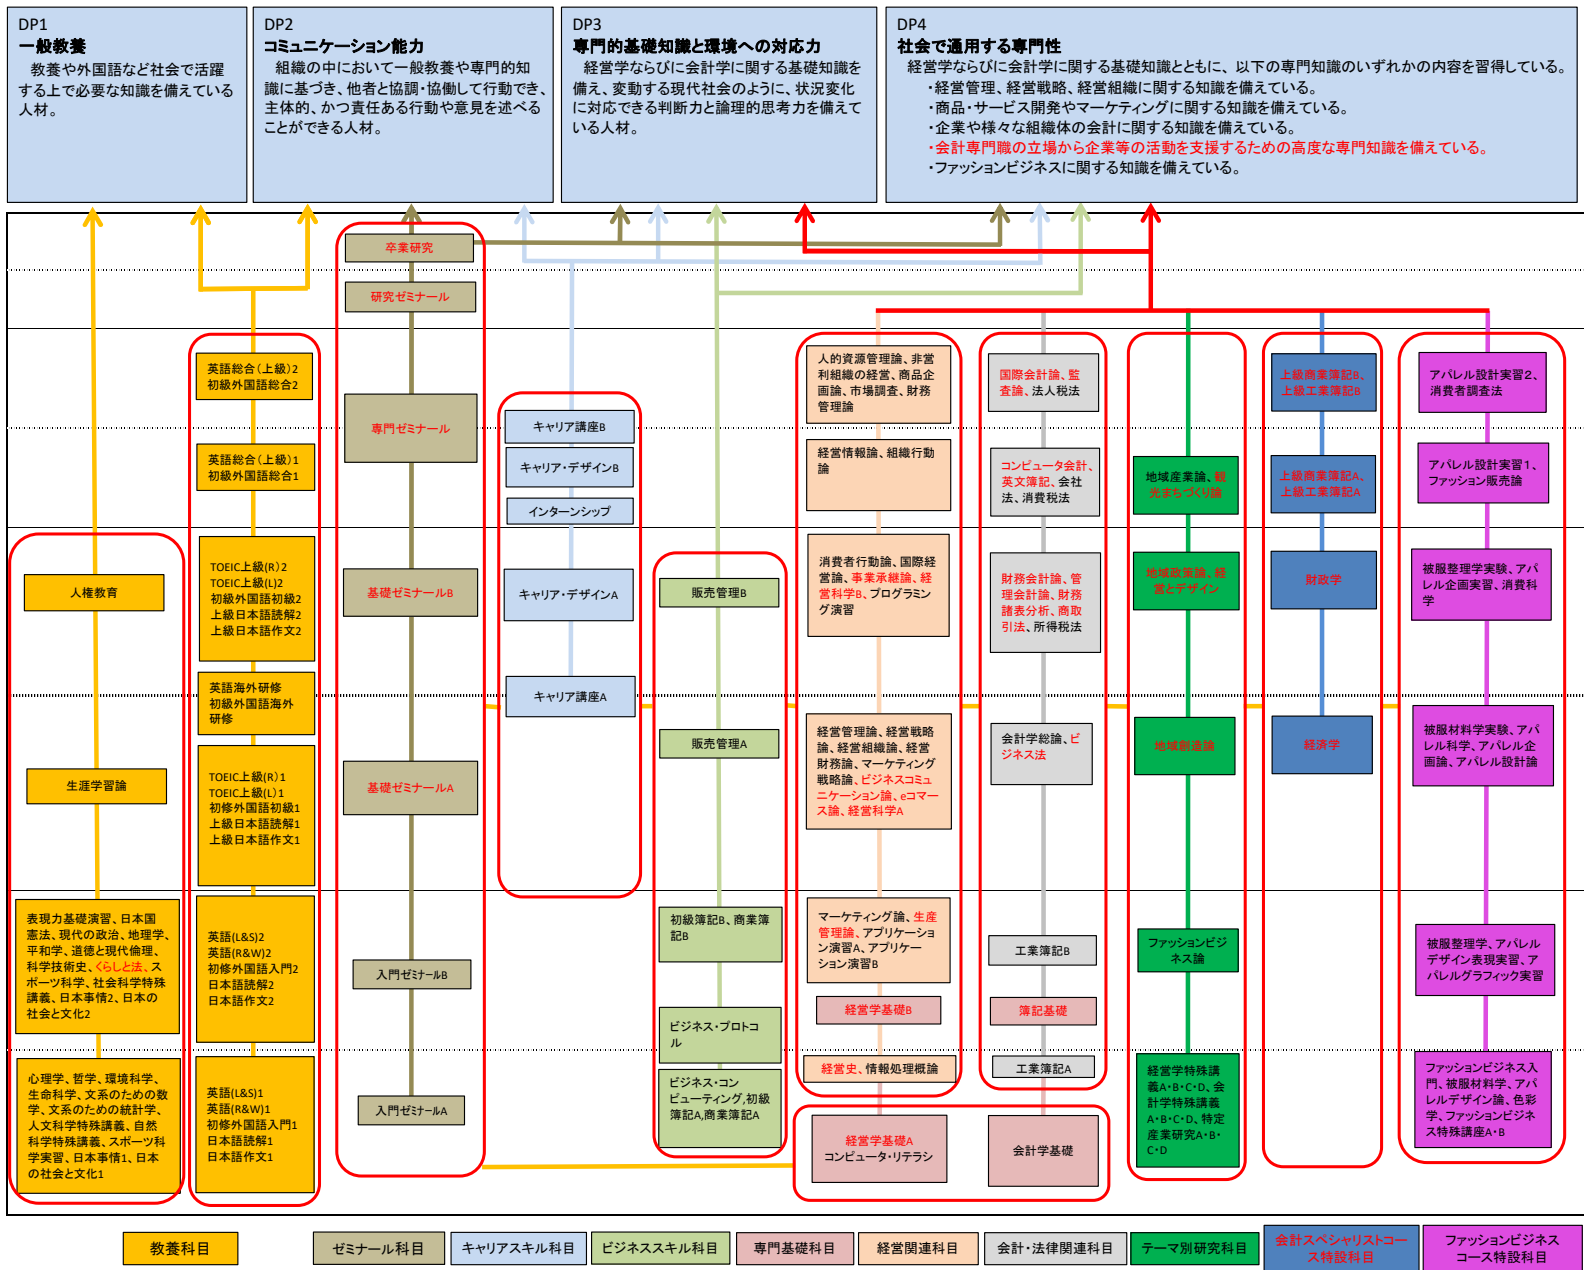 DP1
一般教養
教養や外国語など社会で活躍
する上で必要な知識を備えている
人材。
DP2
コミュニケーション能力
組織の中において一般教養や専門的知
識に基づき、他者と協調・協働して行動でき、
主体的、かつ責任ある行動や意見を述べる
ことができる人材。
DP3
専門的基礎知識と環境への対応力
経営学ならびに会計学に関する基礎知識を
備え、変動する現代社会のように、状況変化
に対応できる判断力と論理的思考力を備えて
いる人材。
DP4
社会で通用する専門性
経営学ならびに会計学に関する基礎知識とともに、以下の専門知識のいずれかの内容を習得している。
・経営管理、経営戦略、経営組織に関する知識を備えている。
・商品・サービス開発やマーケティングに関する知識を備えている。
・企業や様々な組織体の会計に関する知識を備えている。
・会計専門職の立場から企業等の活動を支援するための高度な専門知識を備えている。
・ファッションビジネスに関する知識を備えている。
人権教育
生涯学習論
表現力基礎演習、日本国
憲法、現代の政治、地理学、
平和学、道徳と現代倫理、
科学技術史、くらしと法、ス
ポーツ科学、社会科学特殊
講義、日本事情2、日本の
社会と文化2
心理学、哲学、環境科学、
生命科学、文系のための数
学、文系のための統計学、
人文科学特殊講義、自然
科学特殊講義、スポーツ科
学実習、日本事情1、日本
の社会と文化1
英語総合(上級)2
初級外国語総合2
英語総合(上級)1
初級外国語総合1
TOEIC上級(R)2
TOEIC上級(L)2
初級外国語初級2
上級日本語読解2
上級日本語作文2
英語海外研修
初級外国語海外
研修
TOEIC上級(R)1
TOEIC上級(L)1
初修外国語初級1
上級日本語読解1
上級日本語作文1
英語(L&S)2
英語(R&W)2
初修外国語入門2
日本語読解2
日本語作文2
英語(L&S)1
英語(R&W)1
初修外国語入門1
日本語読解1
日本語作文1
卒業研究
研究ゼミナール
専門ゼミナール
基礎ゼミナールB
基礎ゼミナールA
入門ゼミナールB
入門ゼミナールA
キャリア講座B
キャリア・デザインB
インターンシップ
キャリア・デザインA
キャリア講座A
販売管理B
販売管理A
初級簿記B、商業簿
記B
ビジネス・プロトコ
ル
ビジネス・コン
ピューティング,初級
簿記A,商業簿記A
人的資源管理論、非営
利組織の経営、商品企
画論、市場調査、財務
管理論
経営情報論、組織行動
論
消費者行動論、国際経
営論、事業承継論、経
営科学B、プログラミン
グ演習
経営管理論、経営戦略
論、経営組織論、経営
財務論、マーケティング
戦略論、ビジネスコミュ
ニケーション論、eコマー
ス論、経営科学A
マーケティング論、生産
管理論、アプリケーショ
ン演習A、アプリケー
ション演習B
経営学基礎B
経営史、情報処理概論
経営学基礎A
コンピュータ・リテラシ
国際会計論、監
査論、法人税法
コンピュータ会計、
英文簿記、会社
法、消費税法
財務会計論、管
理会計論、財務
諸表分析、商取
引法、所得税法
会計学総論、ビ
ジネス法
工業簿記B
簿記基礎
工業簿記A
会計学基礎
地域産業論、観
光まちづくり論
地域政策論、経
営とデザイン
地域創造論
ファッションビジ
ネス論
経営学特殊講
義A・B・C・D、会
計学特殊講義
A・B・C・D、特定
産業研究A・B・
C・D
上級商業簿記B、
上級工業簿記B
上級商業簿記A、
上級工業簿記A
財政学
経済学
アパレル設計実習2、
消費者調査法
アパレル設計実習1、
ファッション販売論
被服整理学実験、アパ
レル企画実習、消費科
学
被服材料学実験、アパ
レル科学、アパレル企
画論、アパレル設計論
被服整理学、アパレル
デザイン表現実習、ア
パレルグラフィック実習
ファッションビジネス入
門、被服材料学、アパ
レルデザイン論、色彩
学、ファッションビジネ
ス特殊講座A・B
教養科目
ゼミナール科目
キャリアスキル科目
ビジネススキル科目
専門基礎科目
経営関連科目
会計・法律関連科目
テーマ別研究科目
会計スペシャリストコー
ス特設科目
ファッションビジネス
コース特設科目